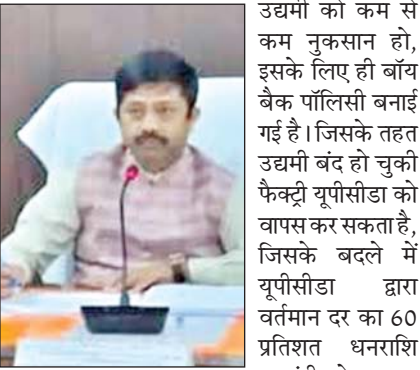 उद्यमी को कम से
कम नुकसान हो,
इसके लिए ही बॉय
बैक पॉलिसी बनाई
गई है। जिसके तहत
उद्यमी बंद हो चुकी
फैक्ट्री यूपीसीडा को
वापस कर सकता है,
जिसके बदले में
यूपीसीडा द्वारा
वर्तमान दर का 60
प्रतिशत धनराशि